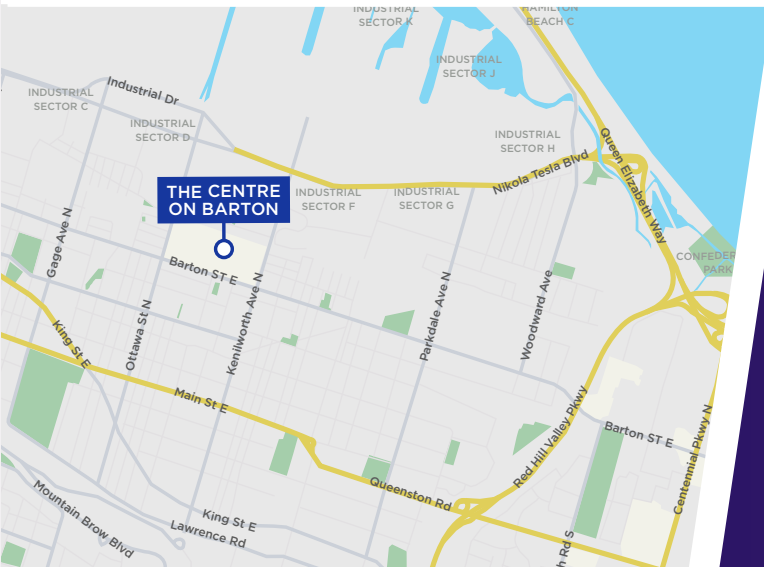 INDUSTRIAL
SECTOR K
HAMILTON
BEACH C
INDUSTRIAL
SECTOR J
INDUSTRIAL
SECTOR C
Industrial Dr
INDUSTRIAL
SECTOR D
INDUSTRIAL
SECTOR H
Queen Elizabeth Way
Nikola Tesla Blvd
THE CENTRE
ON BARTON
INDUSTRIAL
SECTOR F
INDUSTRIAL
SECTOR G
Gage Ave N
Barton ST E
CONFEDER
PARK
Ottawa St N
Kenilworth Ave N
Parkdale Ave N
Woodward Ave
King St E
Main St E
Red Hill Valley Pkwy
Barton ST E
Centennial Pkwy N
Queenston Rd
Mountain Brow Blvd
King St E
Lawrence Rd
h Rd S